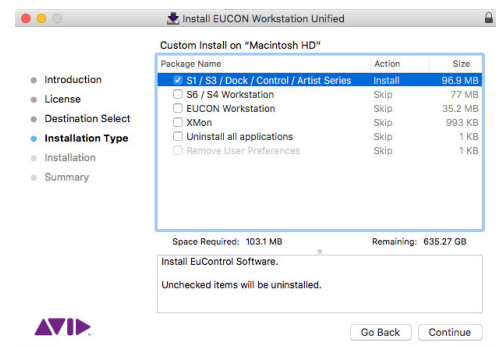 Install EUCON Workstation Unified
Custom Install on "Macintosh HD"
Package Name Action Size
S1 / S3 / Dock / Control / Artist Series Install 96.9 MB
S6 / S4 Workstation Skip 77 MB
EUCON Workstation Skip 35.2 MB
XMon Skip 993 KB
Uninstall all applications Skip 1 KB
Remove User Preferences Skip 1 KB
Introduction
License
Destination Select
Installation Type
Installation
Summary
Space Required: 103.1 MB Remaining: 635.27 GB
Install EuControl Software.
Unchecked items will be uninstalled.
AVID
Go Back Continue